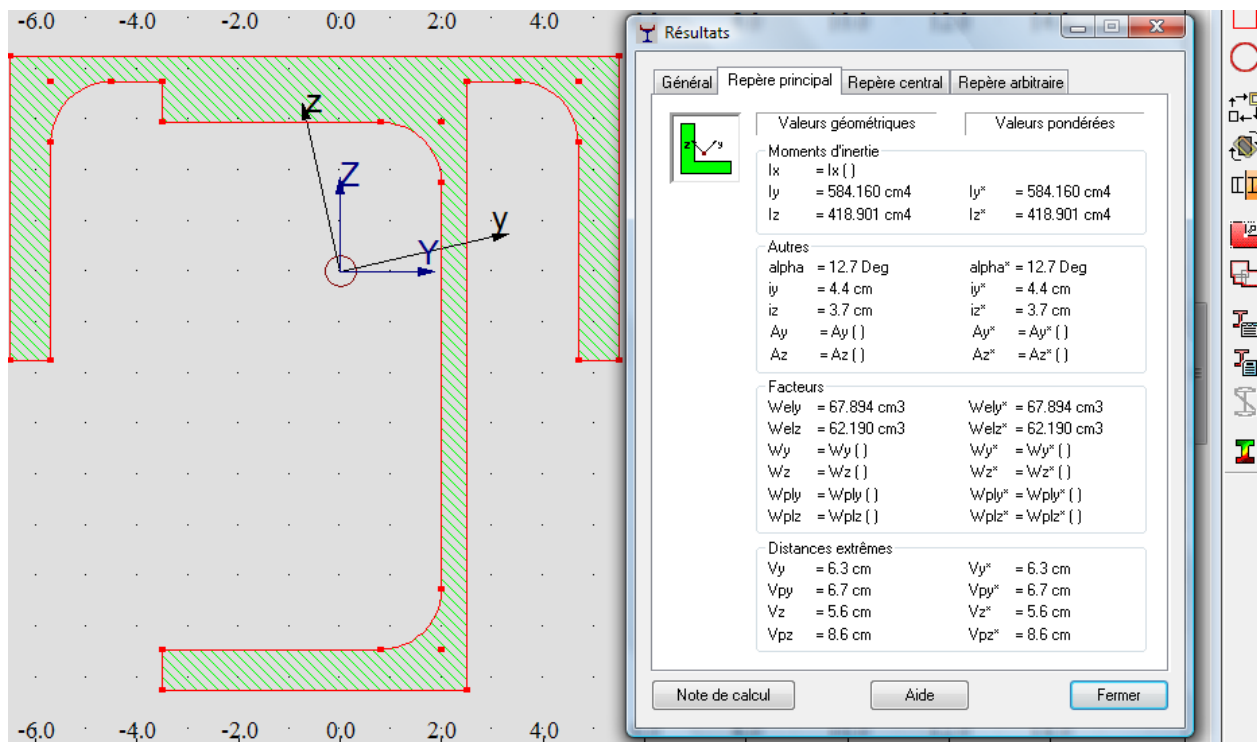 -6.0 -4.0 -2.0 0.0 2.0 4.0
z
Z
y
Y
-6.0 -4.0 -2.0 0.0 2.0 4.0
Résultats
Général Repère principal Repère central Repère arbitraire
z y
Valeurs géométriques Valeurs pondérées
Moments d'inertie
Ix = Ix ( )
Iy = 584.160 cm4 Iy* = 584.160 cm4
Iz = 418.901 cm4 Iz* = 418.901 cm4
Autres
alpha = 12.7 Deg alpha* = 12.7 Deg
iy = 4.4 cm iy* = 4.4 cm
iz = 3.7 cm iz* = 3.7 cm
Ay = Ay ( ) Ay* = Ay* ( )
Az = Az ( ) Az* = Az* ( )
Facteurs
Wely = 67.894 cm3 Wely* = 67.894 cm3
Welz = 62.190 cm3 Welz* = 62.190 cm3
Wy = Wy ( ) Wy* = Wy* ( )
Wz = Wz ( ) Wz* = Wz* ( )
Wply = Wply ( ) Wply* = Wply* ( )
Wplz = Wplz ( ) Wplz* = Wplz* ( )
Distances extrêmes
Vy = 6.3 cm Vy* = 6.3 cm
Vpy = 6.7 cm Vpy* = 6.7 cm
Vz = 5.6 cm Vz* = 5.6 cm
Vpz = 8.6 cm Vpz* = 8.6 cm
Note de calcul Aide Fermer